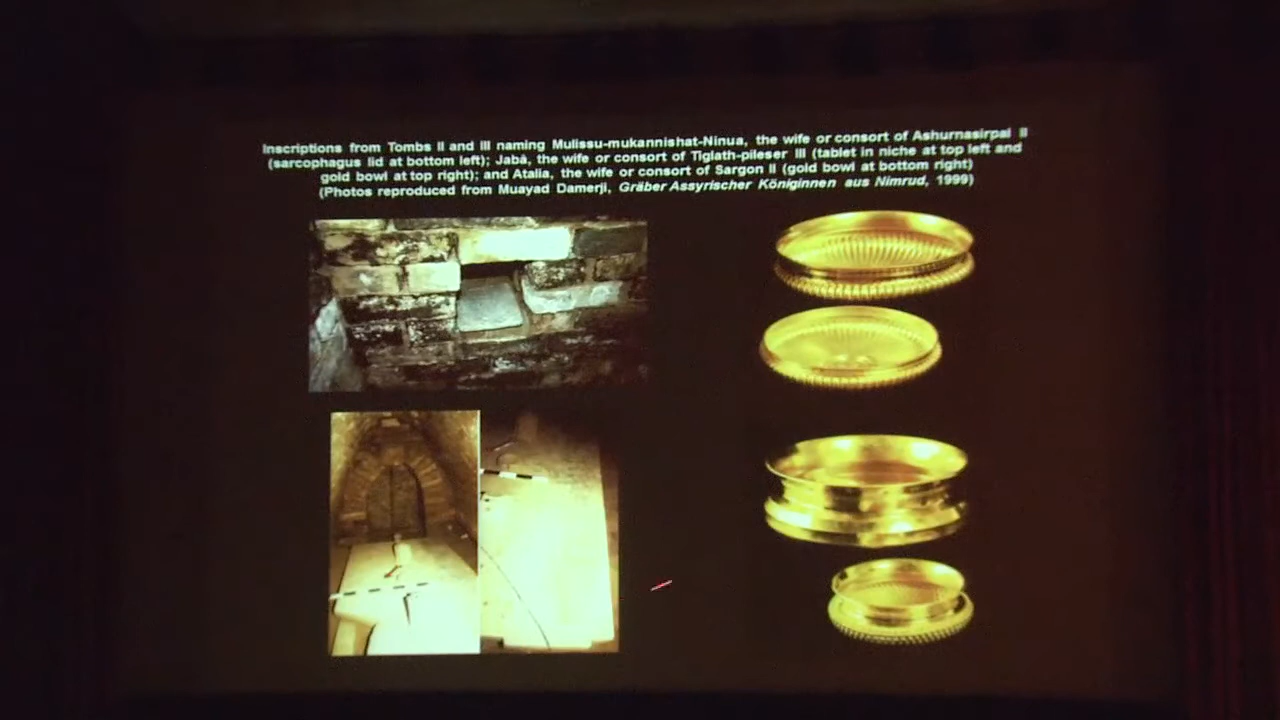 Inscriptions from Tombs II and III naming Mulissu-mukannishat-Ninua, the wife or consort of Ashurnasirpal II
(sarcophagus lid at bottom left); Jabâ, the wife or consort of Tiglath-pileser III (tablet in niche at top left and
gold bowl at top right); and Atalia, the wife or consort of Sargon II (gold bowl at bottom right)
(Photos reproduced from Muayad Damerji, Gräber Assyrischer Königinnen aus Nimrud, 1999)